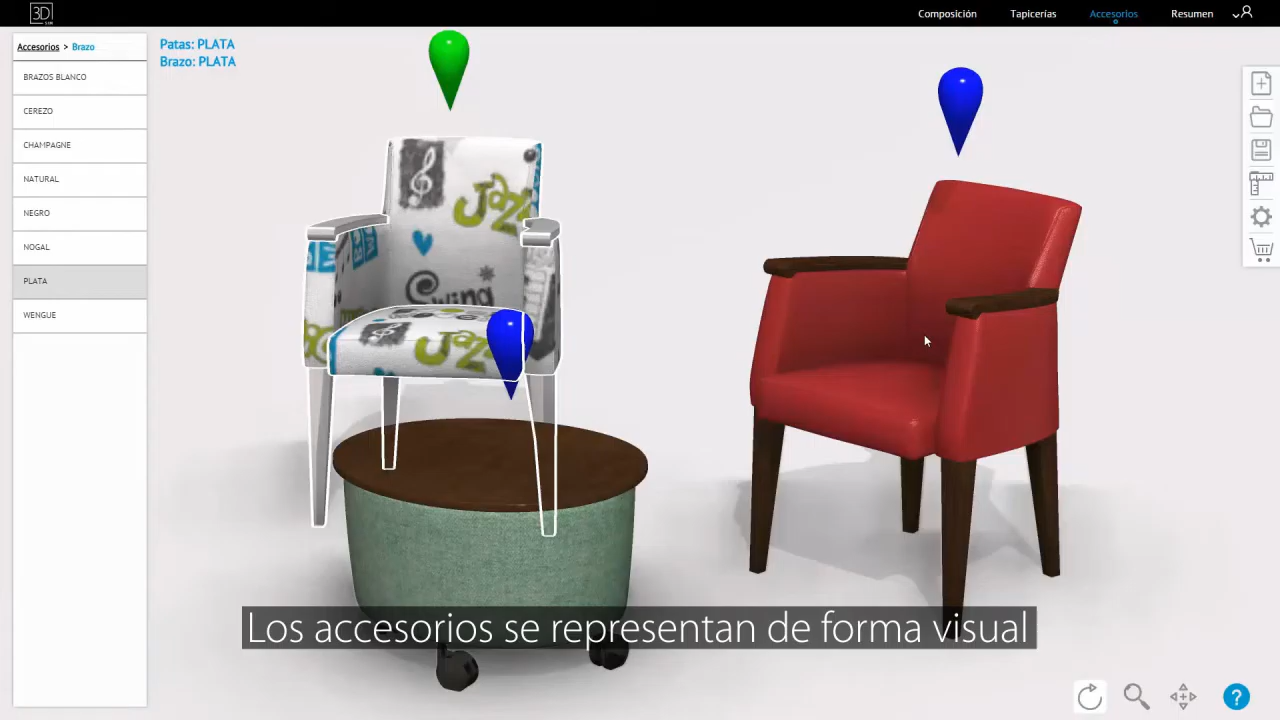 3D
Composición
Tapicerías
Accesorios
Resumen
Accesorios > Brazo
BRAZOS BLANCO
CEREZO
CHAMPAGNE
NATURAL
NEGRO
NOGAL
PLATA
WENGUE
Patas: PLATA
Brazo: PLATA
Jazz
Swing
Jazz
Los accesorios se representan de forma visual
?